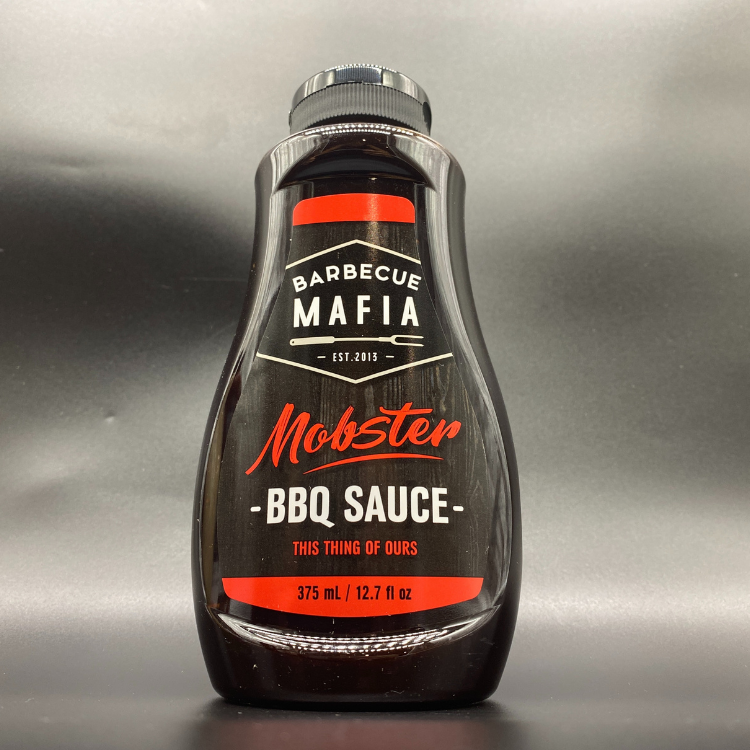 BARBECUE
MAFIA
– EST.2013 –
Mobster
-BBQ SAUCE-
THIS THING OF OURS
375 mL / 12.7 fl oz